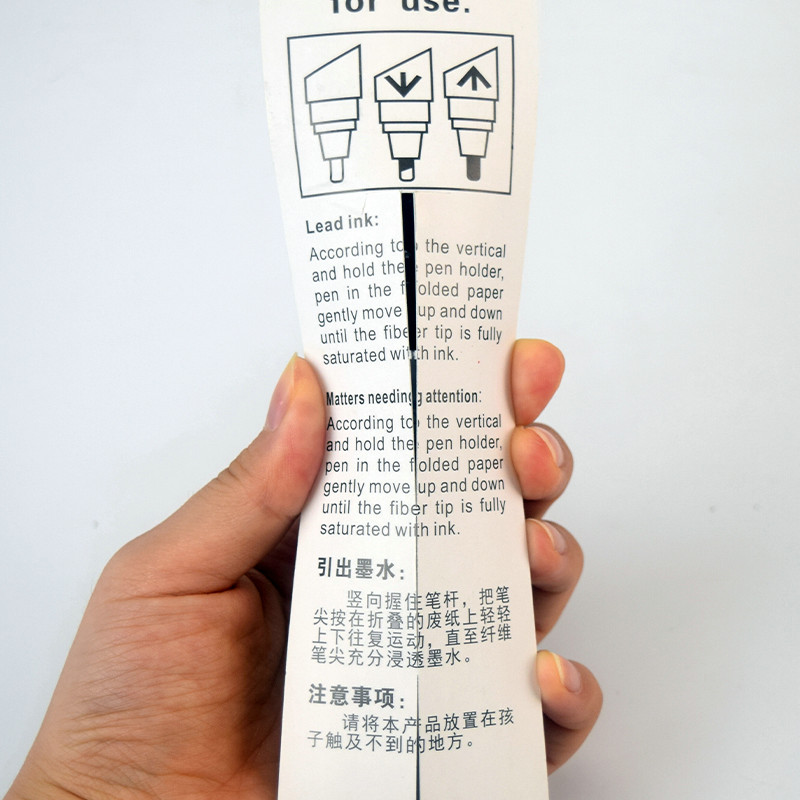 for use.
Lead ink:
According to the vertical
and hold the pen holder,
pen in the folded paper
gently move up and down
until the fiber tip is fully
saturated with ink.
Matters needing attention:
According to the vertical
and hold the pen holder,
pen in the folded paper
gently move up and down
until the fiber tip is fully
saturated with ink.
引出墨水:
竖向握住笔杆，把笔
尖按在折叠的废纸上轻轻
上下往复运动，直至纤维
笔尖充分浸透墨水。
注意事项:
请将本产品放置在孩
子触及不到的地方。